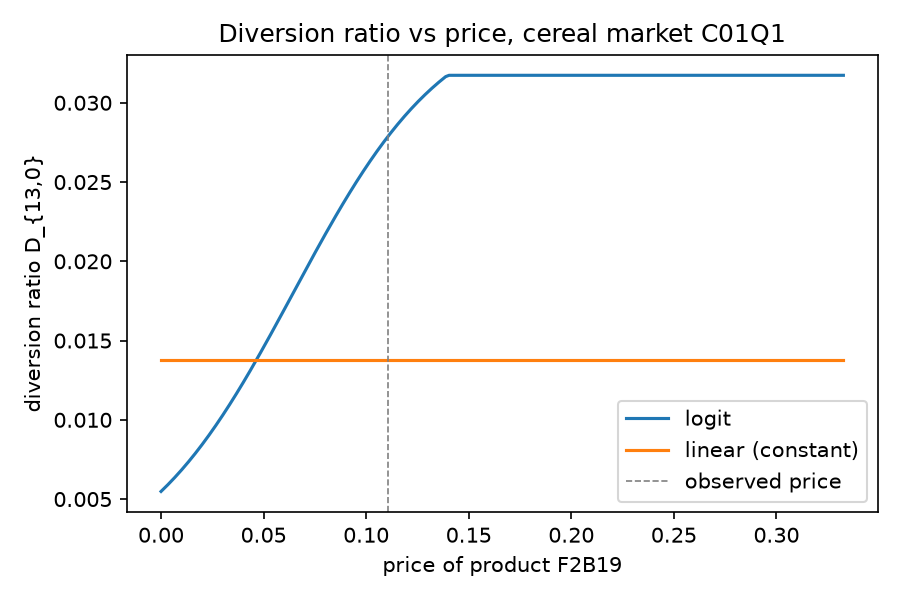 Diversion ratio vs price, cereal market C01Q1
diversion ratio D_{13,0}
0.030
0.025
0.020
0.015
0.010
0.005
logit
linear (constant)
observed price
0.00 0.05 0.10 0.15 0.20 0.25 0.30
price of product F2B19